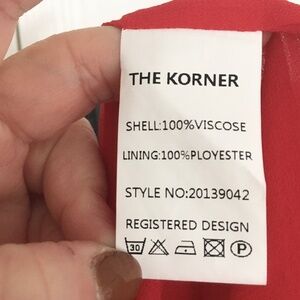 THE KORNER
SHELL:100%VISCOSE
LINING:100%PLOYESTER
STYLE NO:20139042
REGISTERED DESIGN
30 P